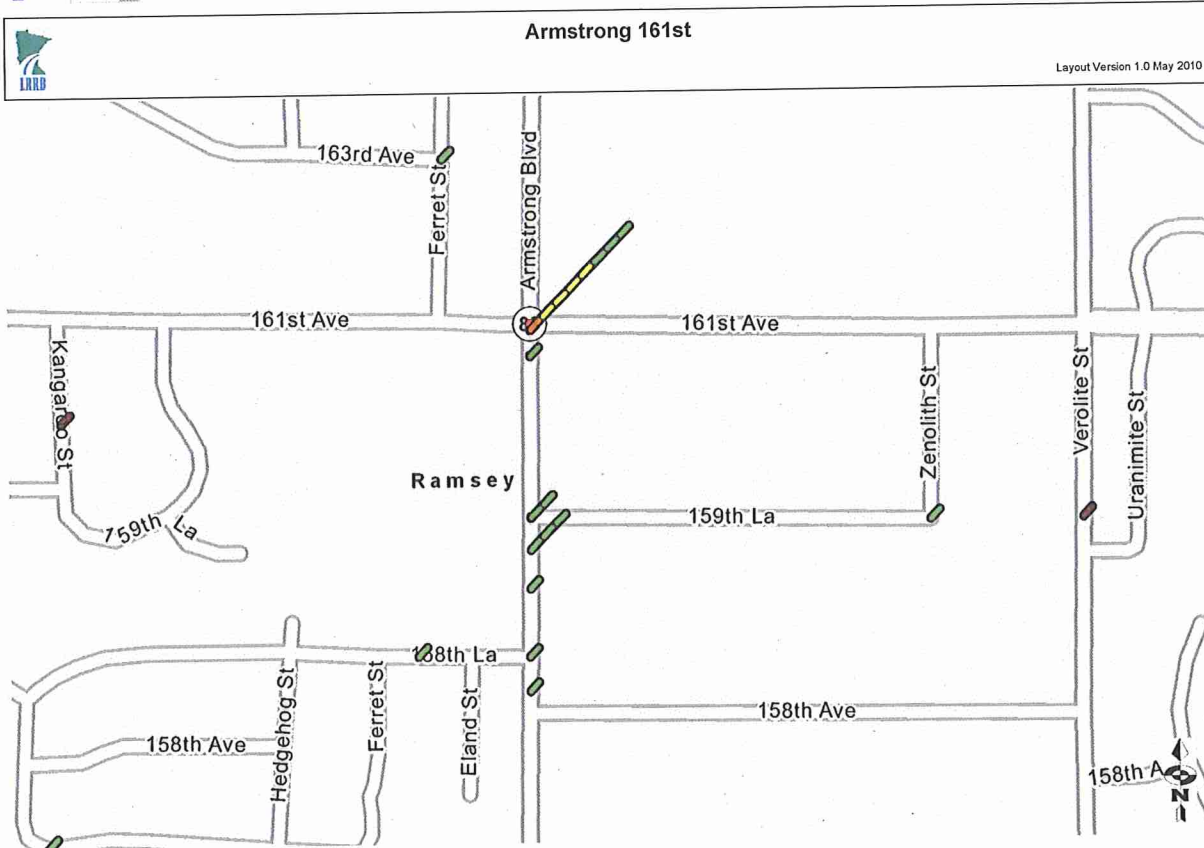 Armstrong 161st
LRRB
Layout Version 1.0 May 2010
163rd Ave
Ferret St
Armstrong Blvd
161st Ave
161st Ave
Kangaroo St
Zenolith St
Verolite St
Uranimite St
Ramsey
159th La
159th La
158th La
Hedgehog St
Ferret St
Eland St
158th Ave
158th Ave
158th A
N